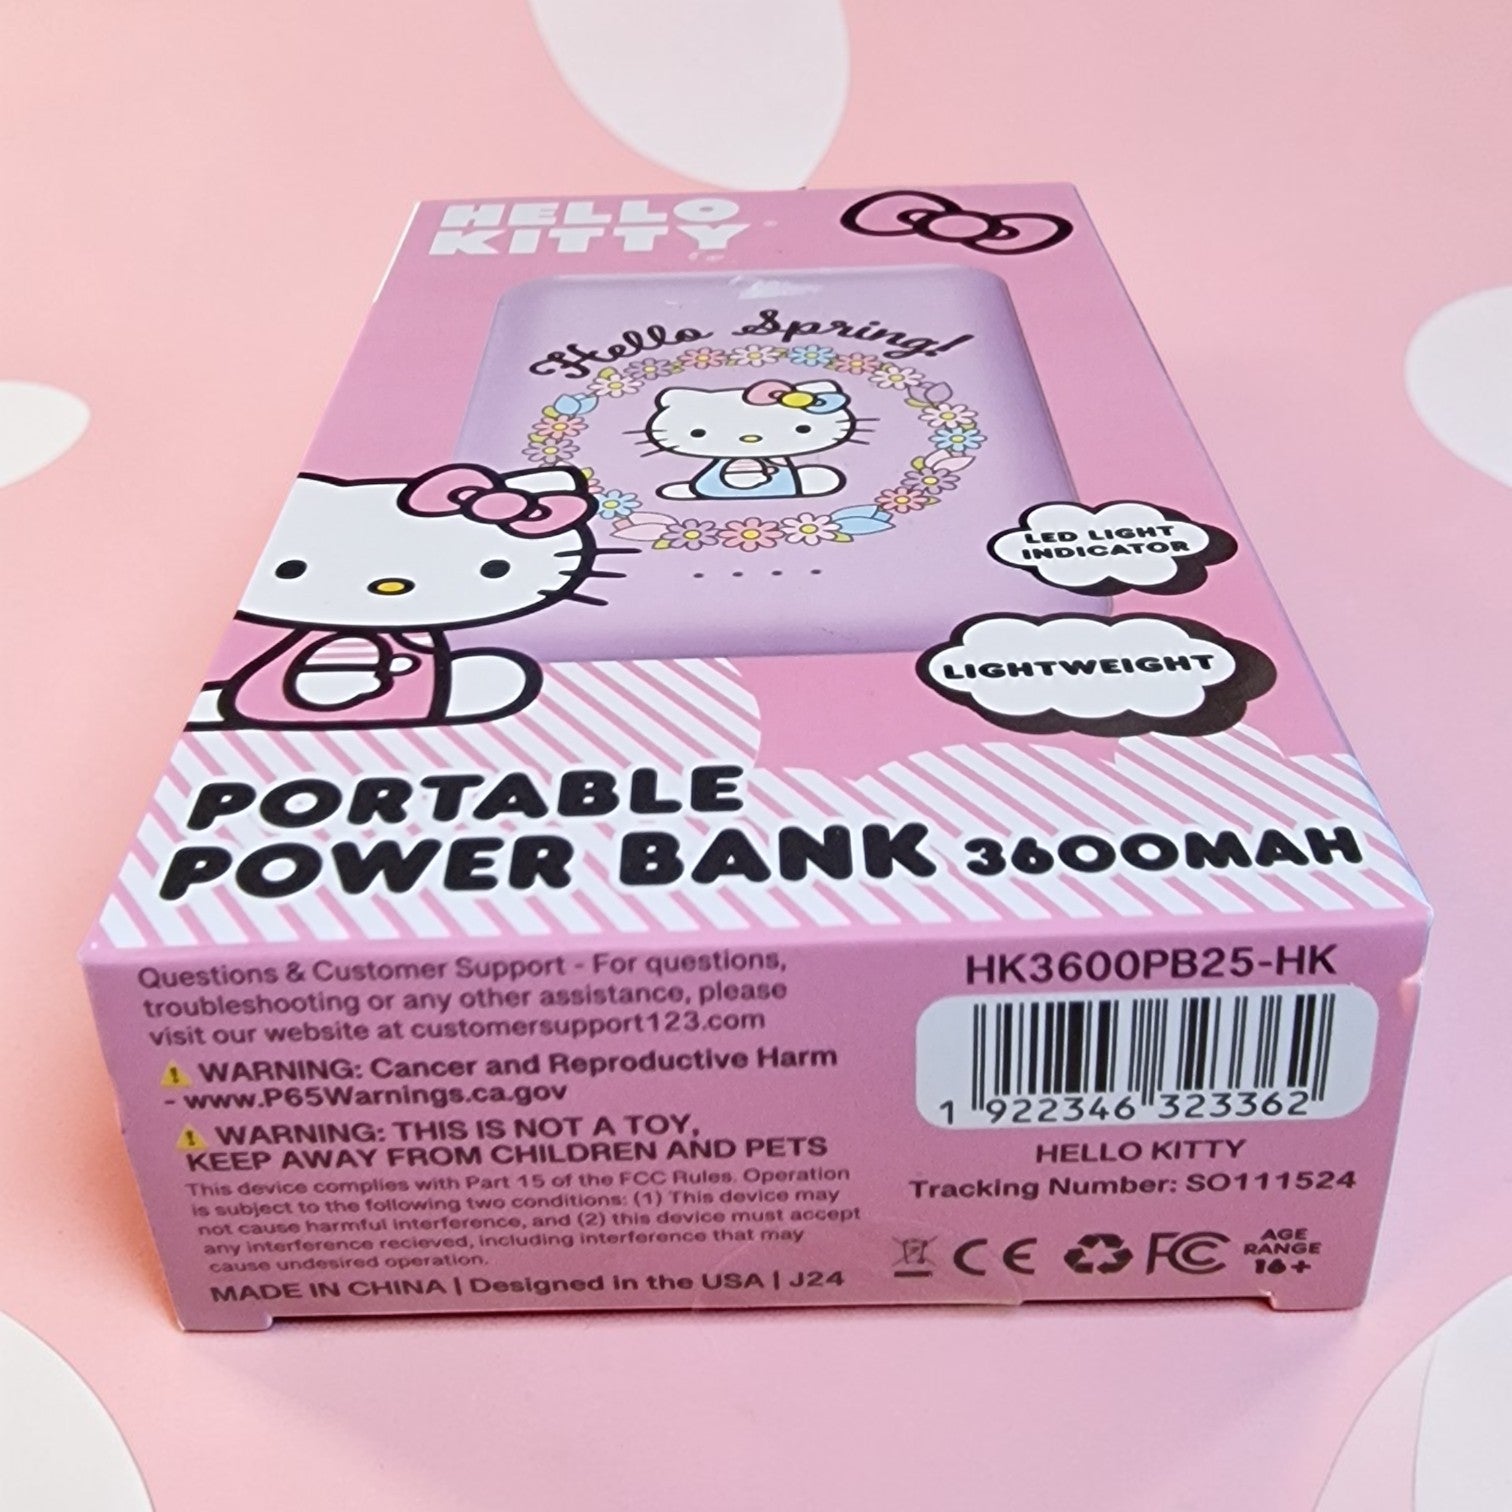 HELLO
KITTY
Hello Spring!
LED LIGHT
INDICATOR
LIGHTWEIGHT
PORTABLE
POWER BANK 3600MAH
Questions & Customer Support - For questions,
troubleshooting or any other assistance, please
visit our website at customersupport123.com
WARNING: Cancer and Reproductive Harm
- www.P65Warnings.ca.gov
WARNING: THIS IS NOT A TOY,
KEEP AWAY FROM CHILDREN AND PETS
This device complies with Part 15 of the FCC Rules. Operation
is subject to the following two conditions: (1) This device may
not cause harmful interference, and (2) this device must accept
any interference recieved, including interference that may
cause undesired operation.
MADE IN CHINA | Designed in the USA | J24
HK3600PB25-HK
1 922346 323362
HELLO KITTY
Tracking Number: SO111524
CE FC
AGE
RANGE
16+